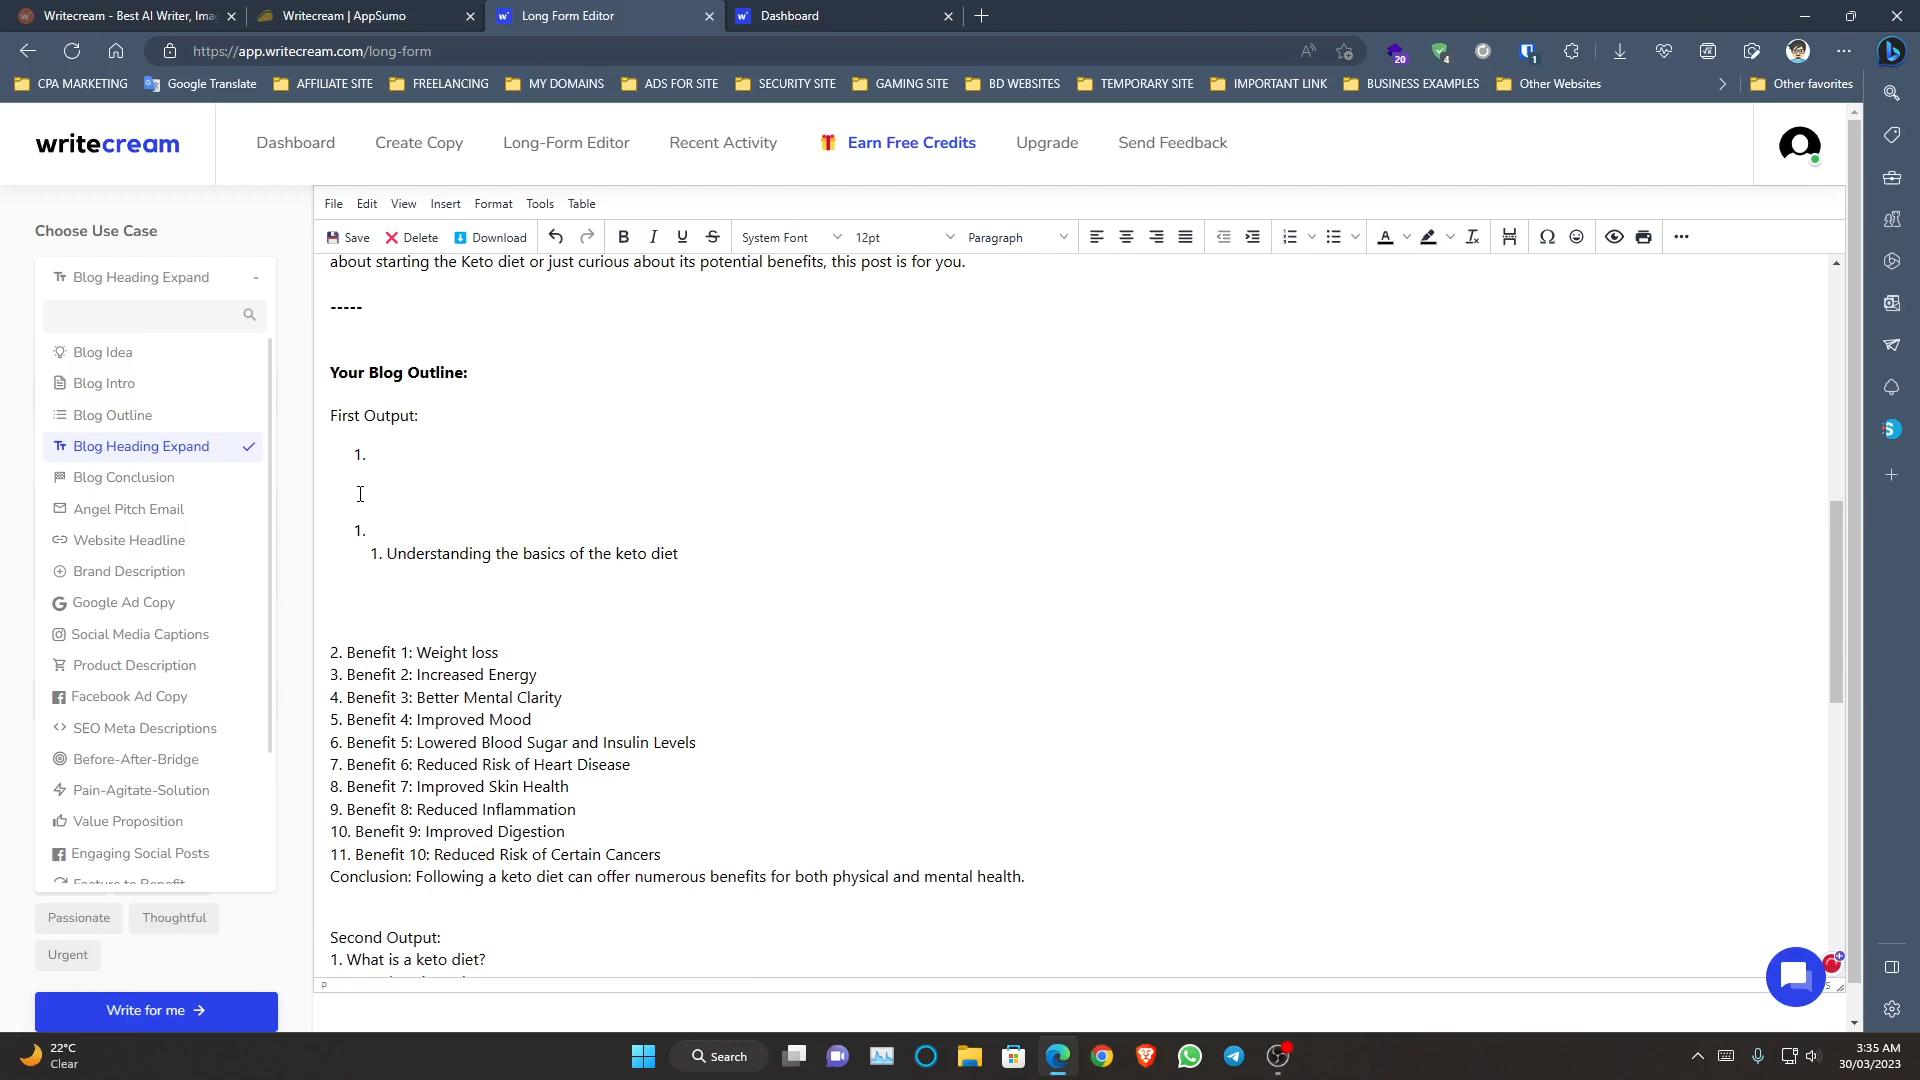 Writecream - Best AI Writer, Ima
Writecream | AppSumo
Long Form Editor
Dashboard
https://app.writecream.com/long-form
20
4
1
CPA MARKETING
Google Translate
AFFILIATE SITE
FREELANCING
MY DOMAINS
ADS FOR SITE
SECURITY SITE
GAMING SITE
BD WEBSITES
TEMPORARY SITE
IMPORTANT LINK
BUSINESS EXAMPLES
Other Websites
Other favorites
writecream
Dashboard
Create Copy
Long-Form Editor
Recent Activity
Earn Free Credits
Upgrade
Send Feedback
Choose Use Case
Blog Heading Expand
Blog Idea
Blog Intro
Blog Outline
Blog Heading Expand
Blog Conclusion
Angel Pitch Email
Website Headline
Brand Description
Google Ad Copy
Social Media Captions
Product Description
Facebook Ad Copy
SEO Meta Descriptions
Before-After-Bridge
Pain-Agitate-Solution
Value Proposition
Engaging Social Posts
Feature to Benefit
Passionate
Thoughtful
Urgent
Write for me →
File Edit View Insert Format Tools Table
Save Delete Download
System Font
12pt
Paragraph
about starting the Keto diet or just curious about its potential benefits, this post is for you.
-----
Your Blog Outline:
First Output:
1.
1.
1. Understanding the basics of the keto diet
2. Benefit 1: Weight loss
3. Benefit 2: Increased Energy
4. Benefit 3: Better Mental Clarity
5. Benefit 4: Improved Mood
6. Benefit 5: Lowered Blood Sugar and Insulin Levels
7. Benefit 6: Reduced Risk of Heart Disease
8. Benefit 7: Improved Skin Health
9. Benefit 8: Reduced Inflammation
10. Benefit 9: Improved Digestion
11. Benefit 10: Reduced Risk of Certain Cancers
Conclusion: Following a keto diet can offer numerous benefits for both physical and mental health.
Second Output:
1. What is a keto diet?
P
22°C
Clear
Search
3:35 AM
30/03/2023